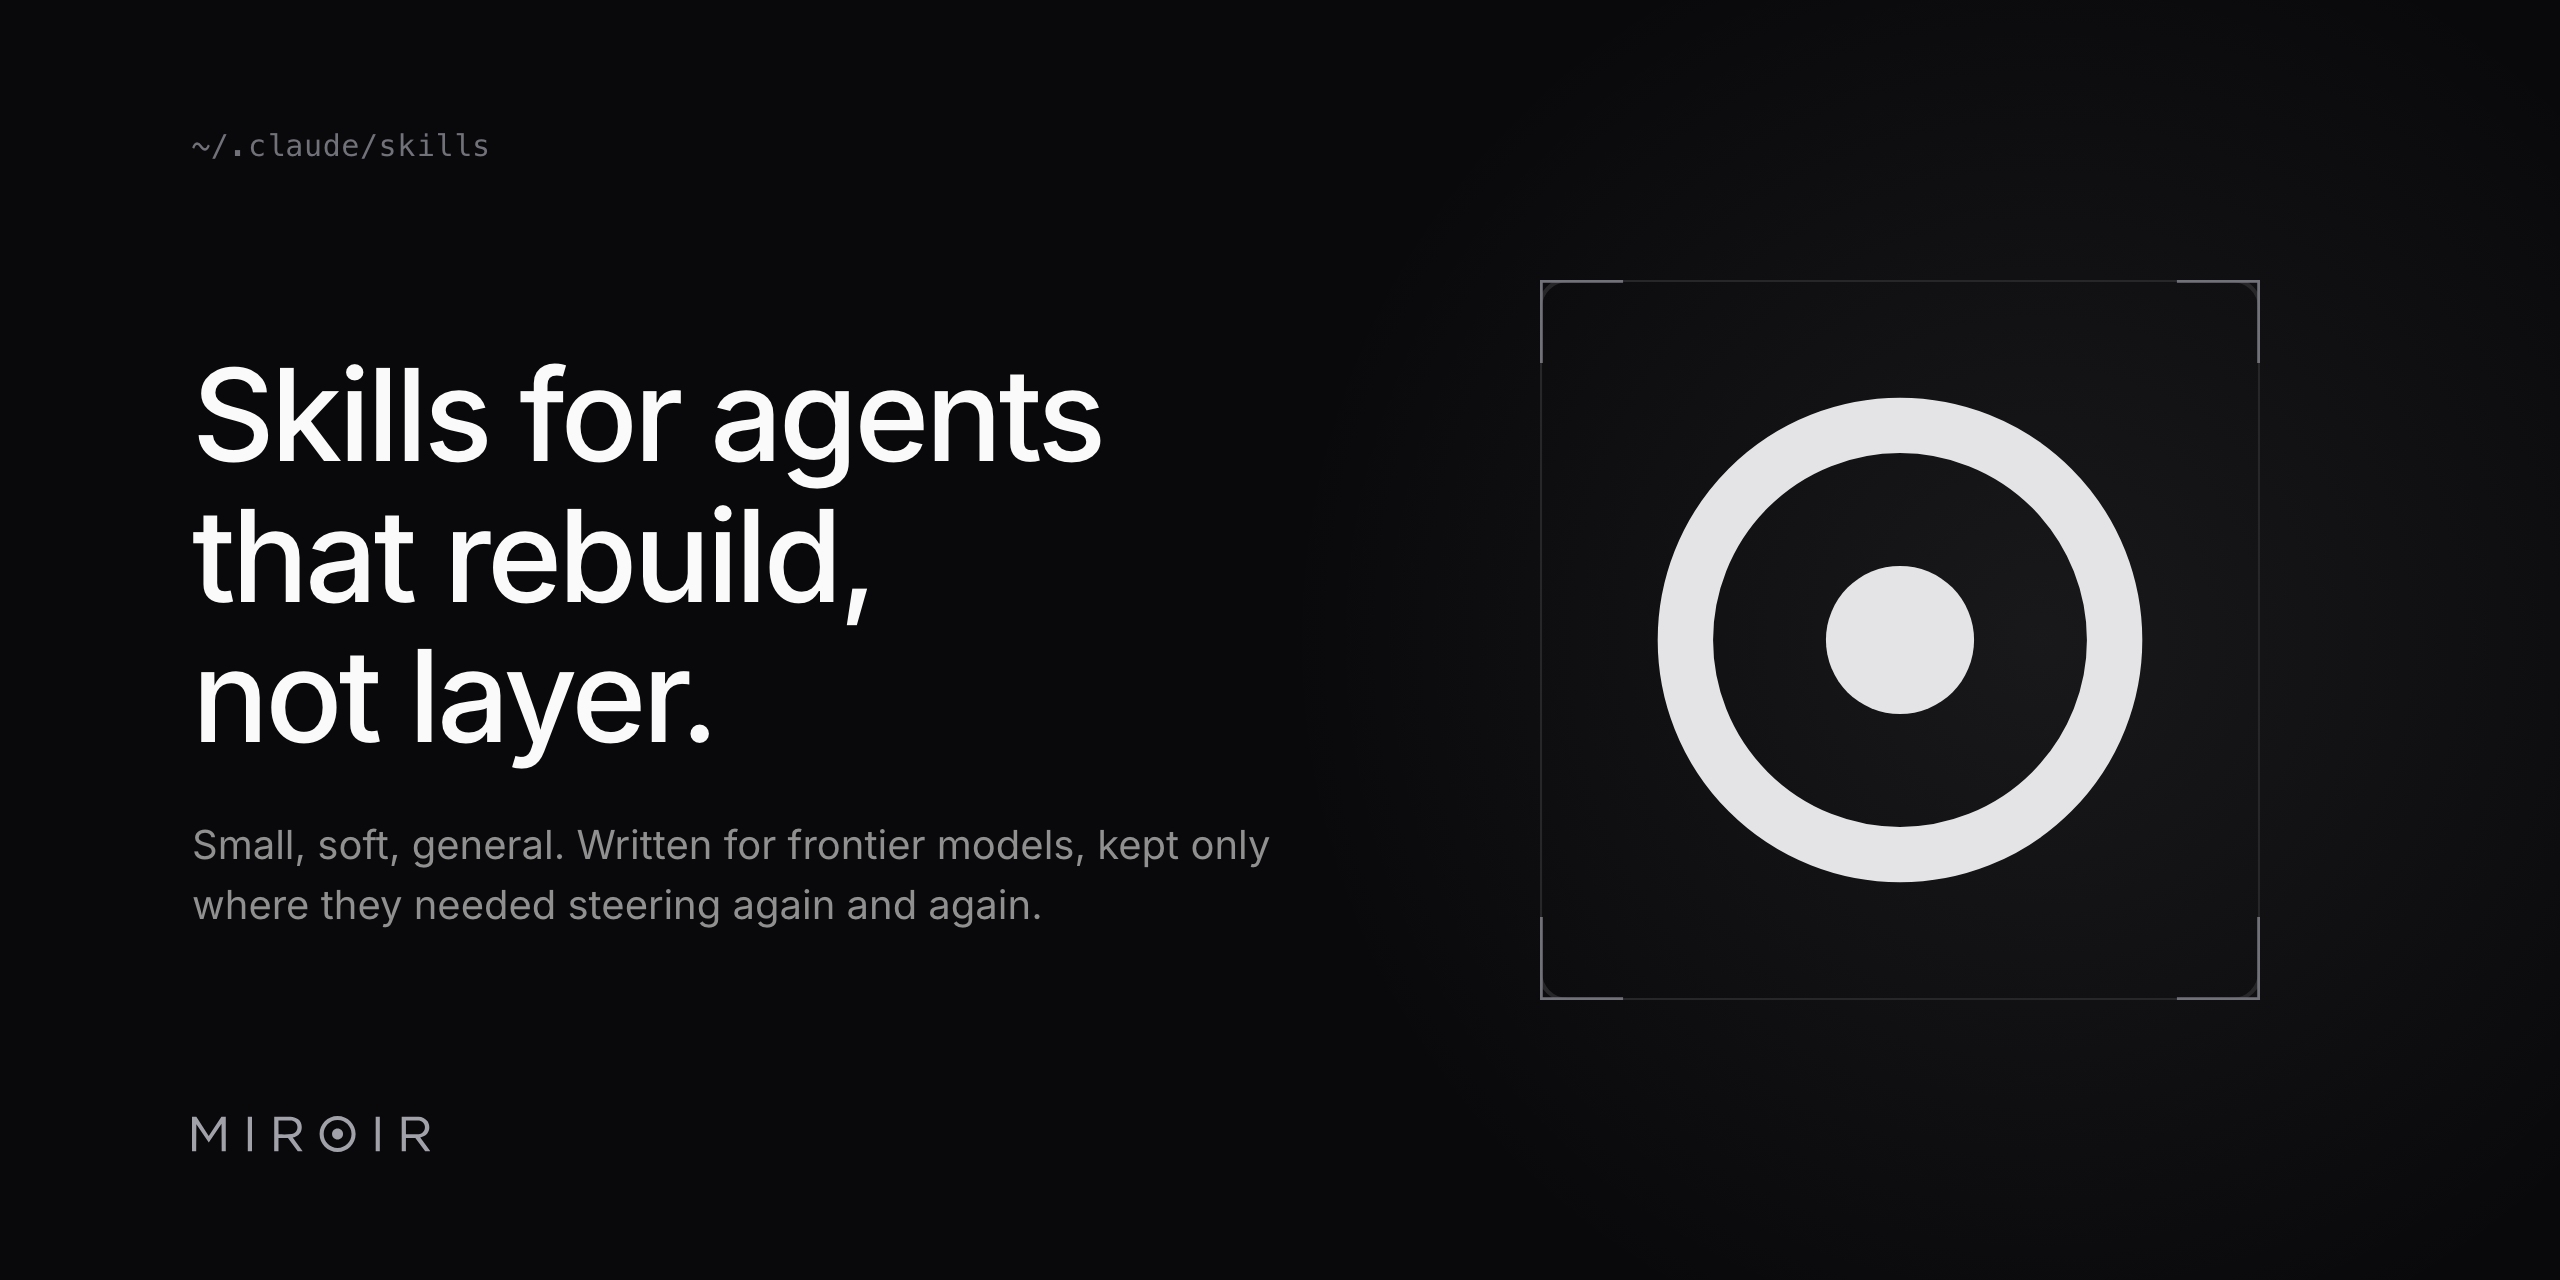 ~/.claude/skills
Skills for agents
that rebuild,
not layer.
Small, soft, general. Written for frontier models, kept only
where they needed steering again and again.
MIROIR